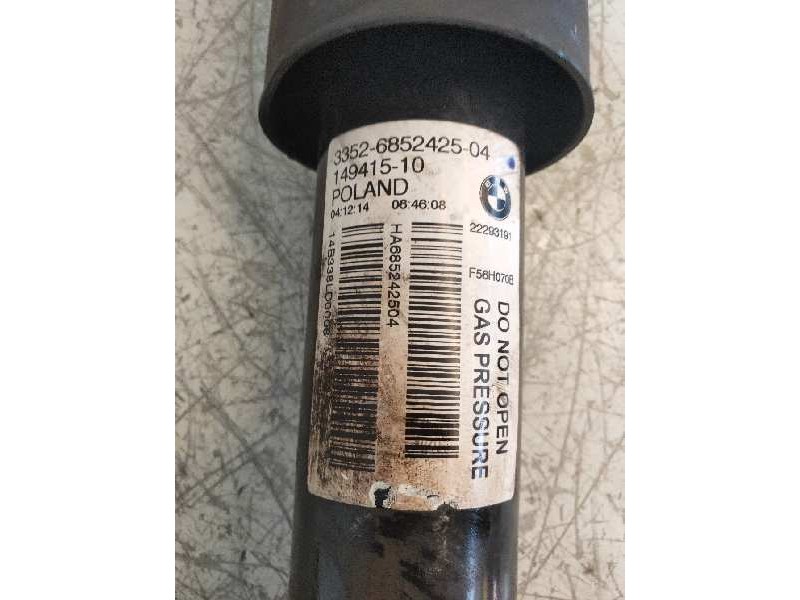 3352-6852425-04
149415-10
POLAND
04:12:14 06:46:08
22293191
F56H070B
HA685242504
DO NOT OPEN
GAS PRESSURE